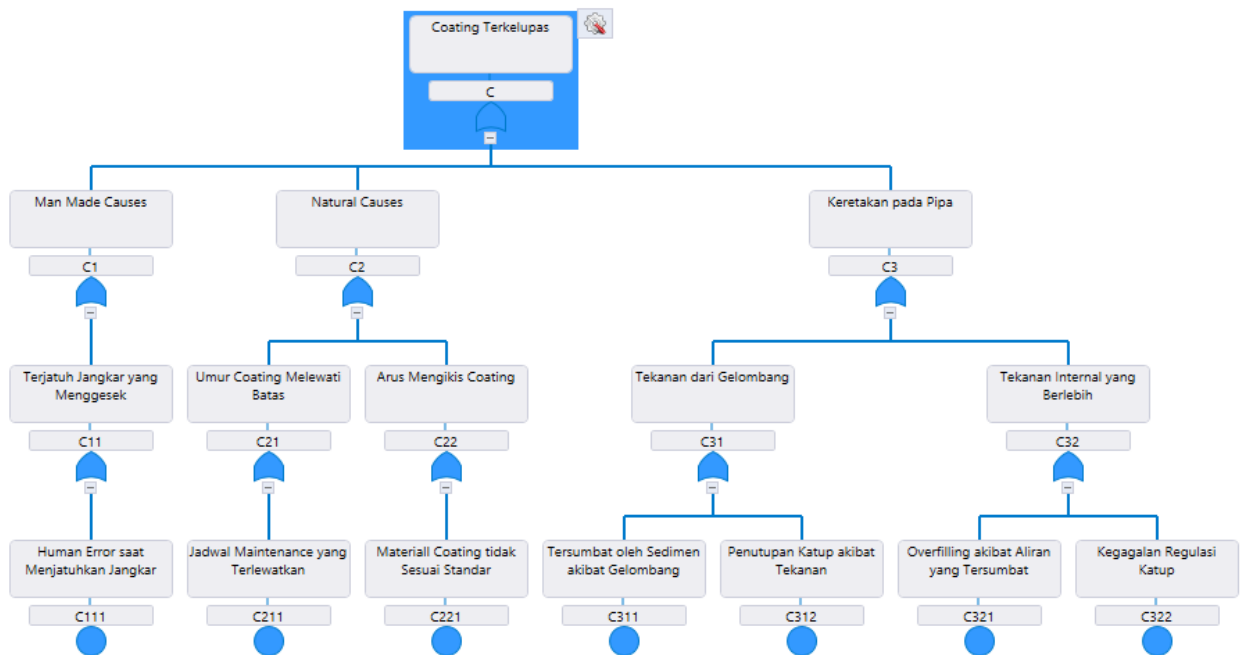 Coating Terkelupas
C
Man Made Causes
C1
Natural Causes
C2
Keretakan pada Pipa
C3
Terjatuh Jangkar yang
Menggesek
C11
Umur Coating Melewati
Batas
C21
Arus Mengikis Coating
C22
Tekanan dari Gelombang
C31
Tekanan Internal yang
Berlebih
C32
Human Error saat
Menjatuhkan Jangkar
C111
Jadwal Maintenance yang
Terlewatkan
C211
Materiall Coating tidak
Sesuai Standar
C221
Tersumbat oleh Sedimen
akibat Gelombang
C311
Penutupan Katup akibat
Tekanan
C312
Overfilling akibat Aliran
yang Tersumbat
C321
Kegagalan Regulasi
Katup
C322